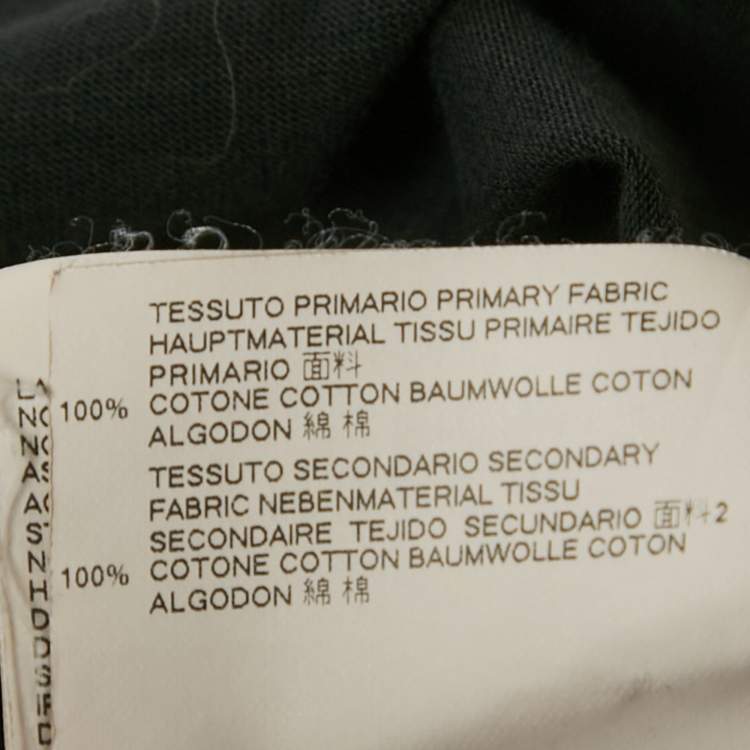 TESSUTO PRIMARIO PRIMARY FABRIC
HAUPTMATERIAL TISSU PRIMAIRE TEJIDO
PRIMARIO 面料
100% COTONE COTTON BAUMWOLLE COTON
ALGODON 綿 棉
TESSUTO SECONDARIO SECONDARY
FABRIC NEBENMATERIAL TISSU
SECONDAIRE TEJIDO SECUNDARIO 面料2
100% COTONE COTTON BAUMWOLLE COTON
ALGODON 綿 棉